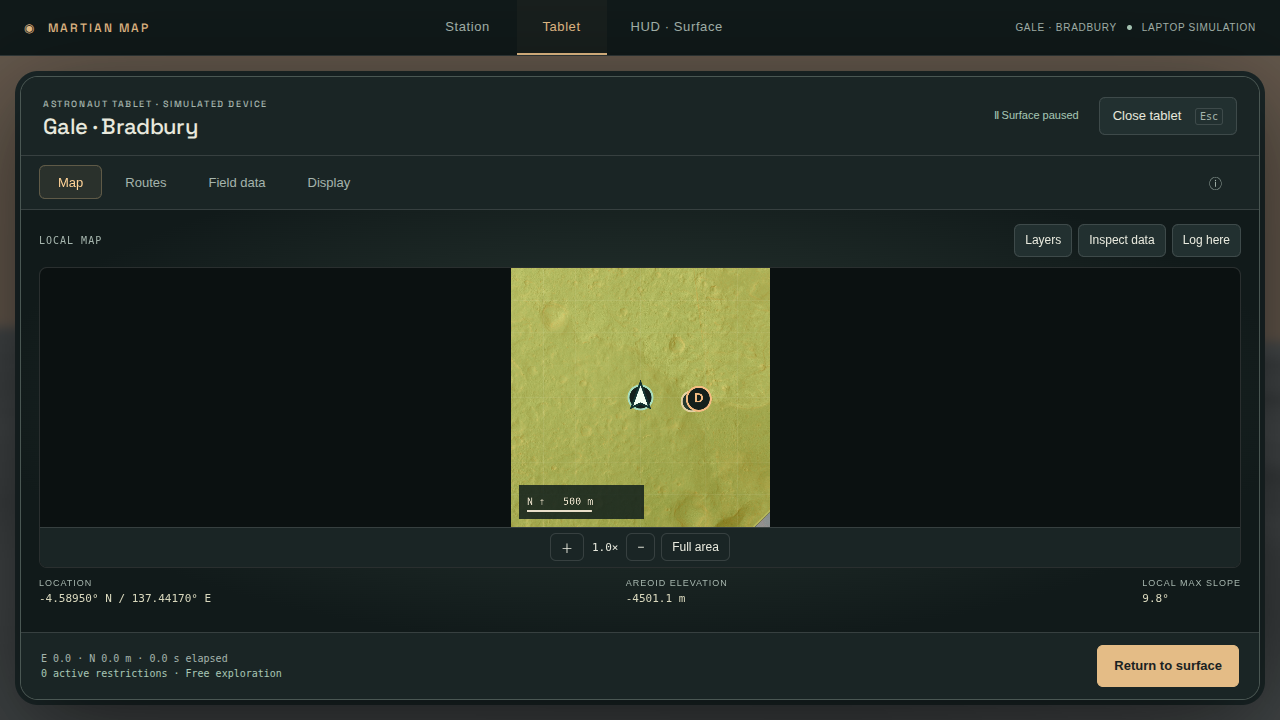 ◉ MARTIAN MAP
Station
Tablet
HUD · Surface
GALE · BRADBURY ● LAPTOP SIMULATION
ASTRONAUT TABLET · SIMULATED DEVICE
Gale · Bradbury
Ⅱ Surface paused
Close tablet Esc
Map
Routes
Field data
Display
ⓘ
LOCAL MAP
Layers
Inspect data
Log here
D
N ↑ 500 m
+ 1.0× − Full area
LOCATION
-4.58950° N / 137.44170° E
AREOID ELEVATION
-4501.1 m
LOCAL MAX SLOPE
9.8°
E 0.0 · N 0.0 m · 0.0 s elapsed
0 active restrictions · Free exploration
Return to surface